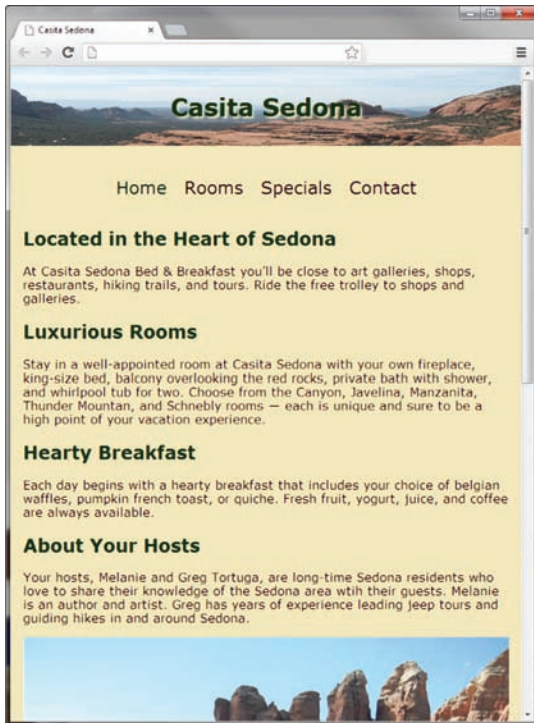 Casita Sedona
Casita Sedona
Home Rooms Specials Contact
Located in the Heart of Sedona
At Casita Sedona Bed & Breakfast you'll be close to art galleries, shops,
restaurants, hiking trails, and tours. Ride the free trolley to shops and
galleries.
Luxurious Rooms
Stay in a well-appointed room at Casita Sedona with your own fireplace,
king-size bed, balcony overlooking the red rocks, private bath with shower,
and whirlpool tub for two. Choose from the Canyon, Javelina, Manzanita,
Thunder Mountan, and Schnebly rooms — each is unique and sure to be a
high point of your vacation experience.
Hearty Breakfast
Each day begins with a hearty breakfast that includes your choice of belgian
waffles, pumpkin french toast, or quiche. Fresh fruit, yogurt, juice, and coffee
are always available.
About Your Hosts
Your hosts, Melanie and Greg Tortuga, are long-time Sedona residents who
love to share their knowledge of the Sedona area wtih their guests. Melanie
is an author and artist. Greg has years of experience leading jeep tours and
guiding hikes in and around Sedona.